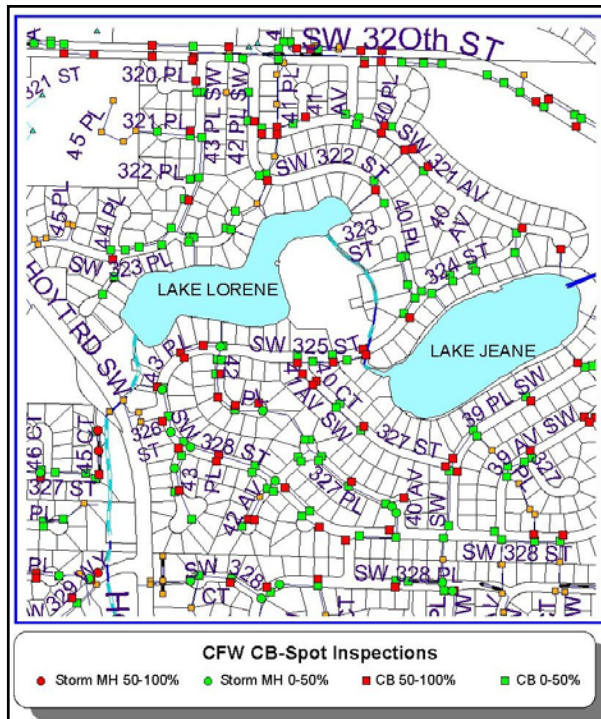 SW 320th ST
320 PL
321 ST
41 PL
41
AV
40 PL
43 PL SW
42 PL SW
321 PL
45 PL
SW 321 AV
SW 322 ST
322 PL
40 PL
40
AV
323
ST
45 PL
44 PL
SW 323 PL
324 ST
LAKE LORENE
HOYT RD SW
LAKE JEANE
SW 325 ST
43 PL
42
PL
40 CT
AV SW
39 PL SW
39 AV SW
327 ST
326
ST
SW 328 ST
43
PL
46 CT
45 CT
327 ST
327 PL
327
PL
42 AV
40 AV
SW
SW 328 ST
PL
329
AV
SW 328
CT
SW 328 PL
CFW CB-Spot Inspections
Storm MH 50-100% Storm MH 0-50% CB 50-100% CB 0-50%